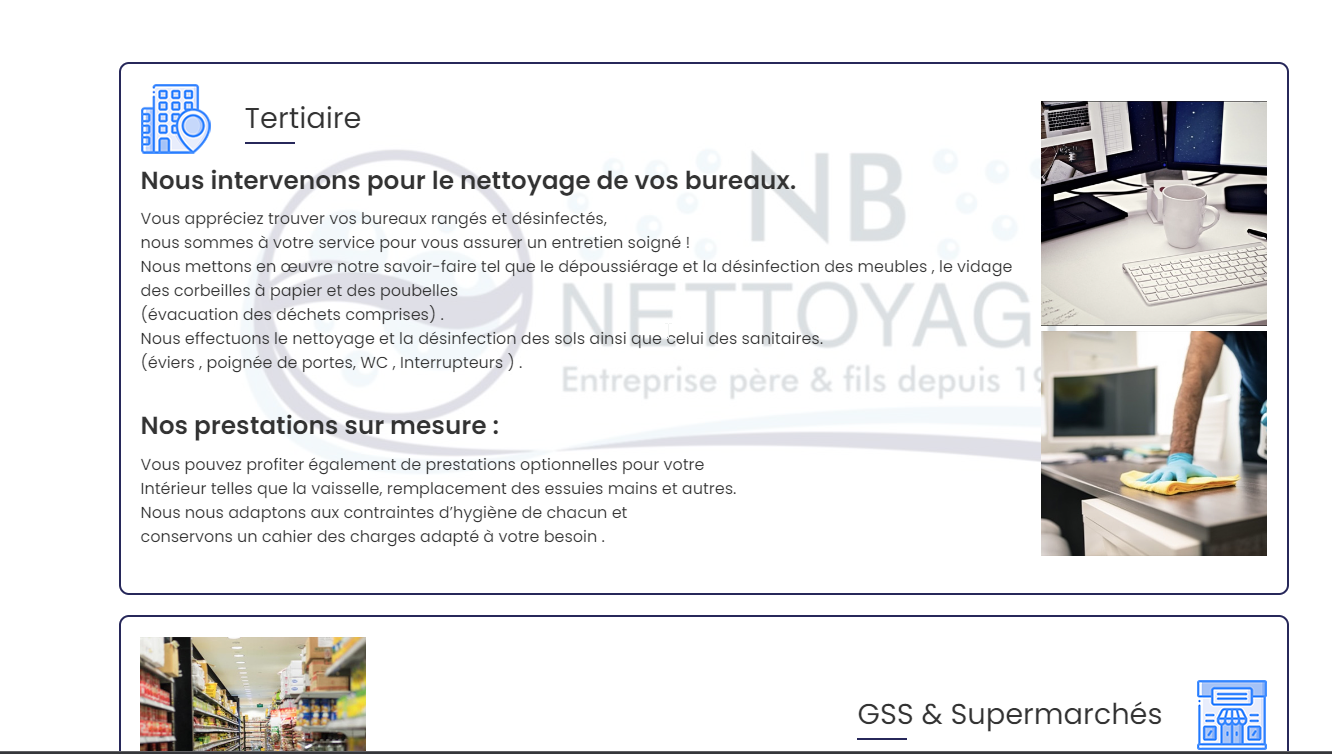 Tertiaire
Nous intervenons pour le nettoyage de vos bureaux.
Vous appréciez trouver vos bureaux rangés et désinfectés,
nous sommes à votre service pour vous assurer un entretien soigné !
Nous mettons en œuvre notre savoir-faire tel que le dépoussiérage et la désinfection des meubles , le vidage
des corbeilles à papier et des poubelles
(évacuation des déchets comprises) .
Nous effectuons le nettoyage et la désinfection des sols ainsi que celui des sanitaires.
(éviers , poignée de portes, WC , Interrupteurs ) .
NB
NETTOYAG
Entreprise père & fils depuis 19
Nos prestations sur mesure :
Vous pouvez profiter également de prestations optionnelles pour votre
Intérieur telles que la vaisselle, remplacement des essuies mains et autres.
Nous nous adaptons aux contraintes d’hygiène de chacun et
conservons un cahier des charges adapté à votre besoin .
GSS & Supermarchés